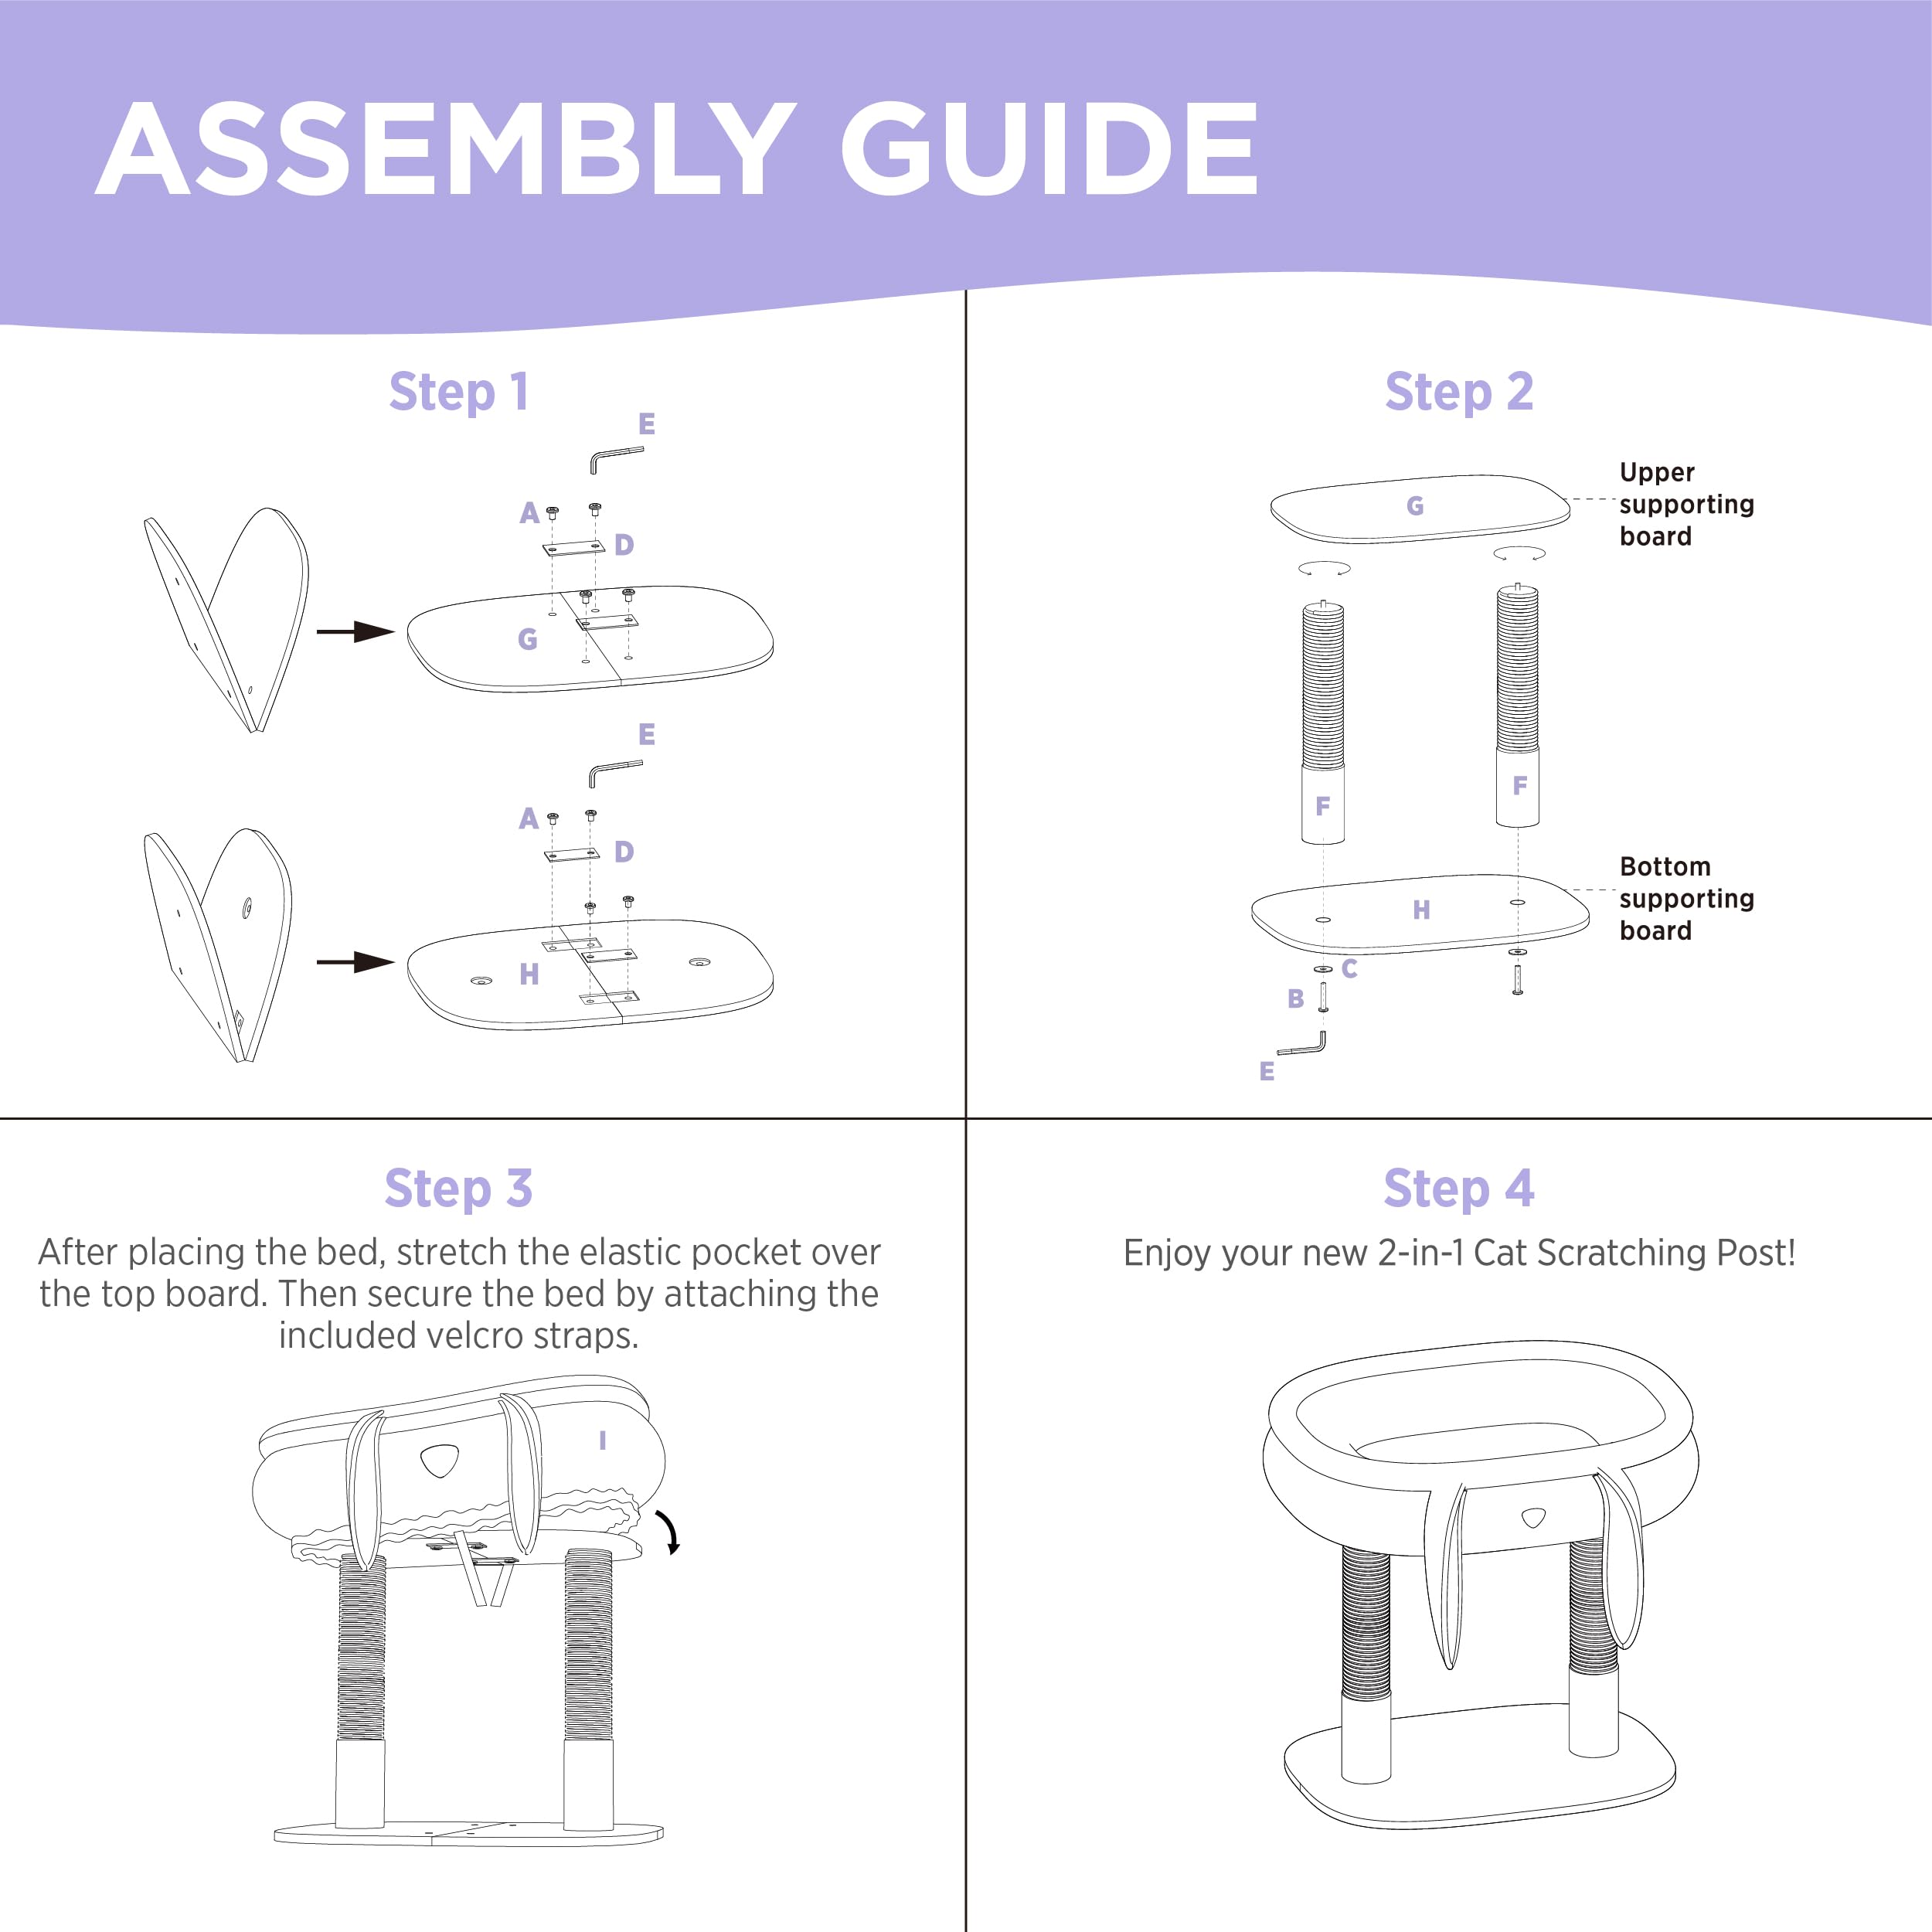 ASSEMBLY GUIDE
Step 1
E
A
D
G
E
A
D
H
Step 2
Upper
supporting
board
G
F
F
Bottom
supporting
board
H
C
B
E
Step 3
After placing the bed, stretch the elastic pocket over
the top board. Then secure the bed by attaching the
included velcro straps.
I
Step 4
Enjoy your new 2-in-1 Cat Scratching Post!